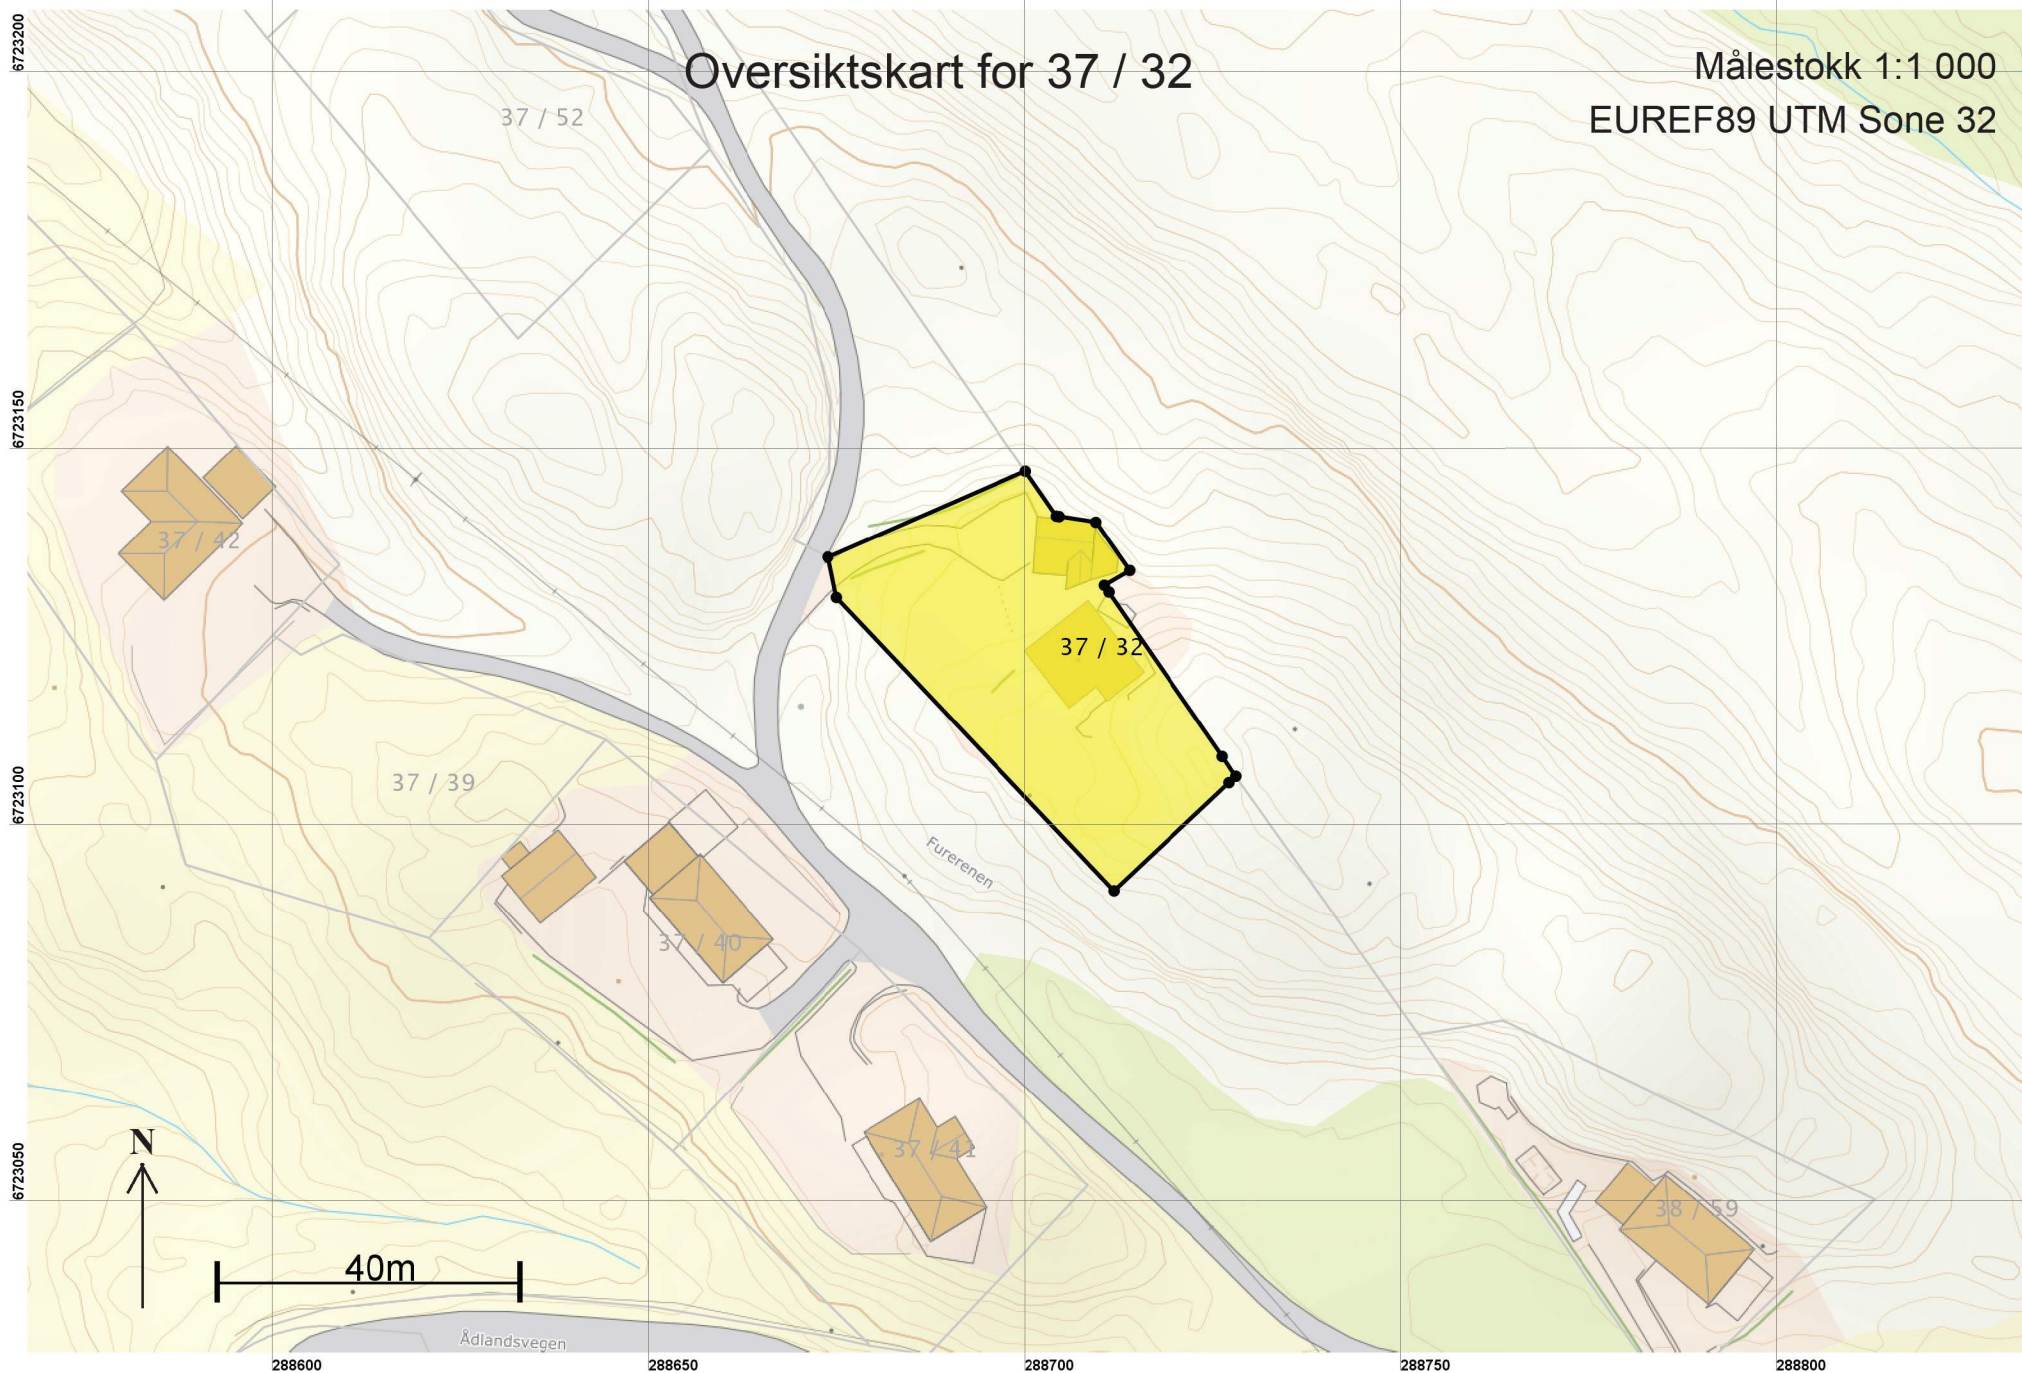 Oversiktskart for 37 / 32
Målestokk 1:1 000
EUREF89 UTM Sone 32
6723200
37 / 52
6723150
37 / 42
37 / 32
37 / 39
6723100
Furerenen
37 / 40
37 / 41
6723050
38 / 59
N
40m
Ådlandsvegen
288600
288650
288700
288750
288800